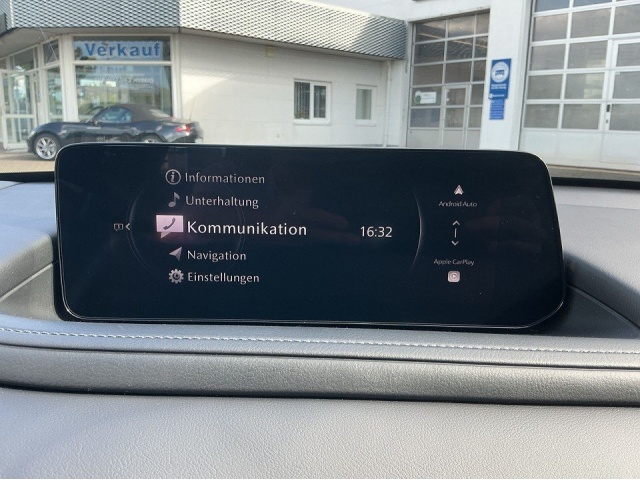 Verkauf
Informationen
Unterhaltung
Kommunikation
16:32
Navigation
Einstellungen
Android Auto
Apple CarPlay